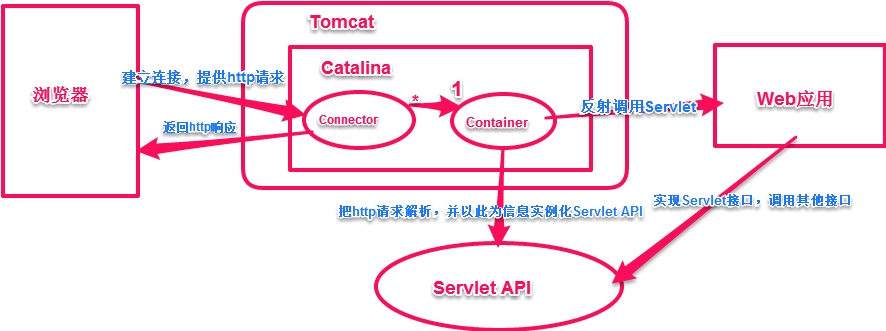 Tomcat
浏览器
建立连接，提供http请求
Catalina
*
1
Connector
Container
反射调用Servlet
Web应用
返回http响应
把http请求解析，并以此为信息实例化Servlet API
实现Servlet接口，调用其他接口
Servlet API